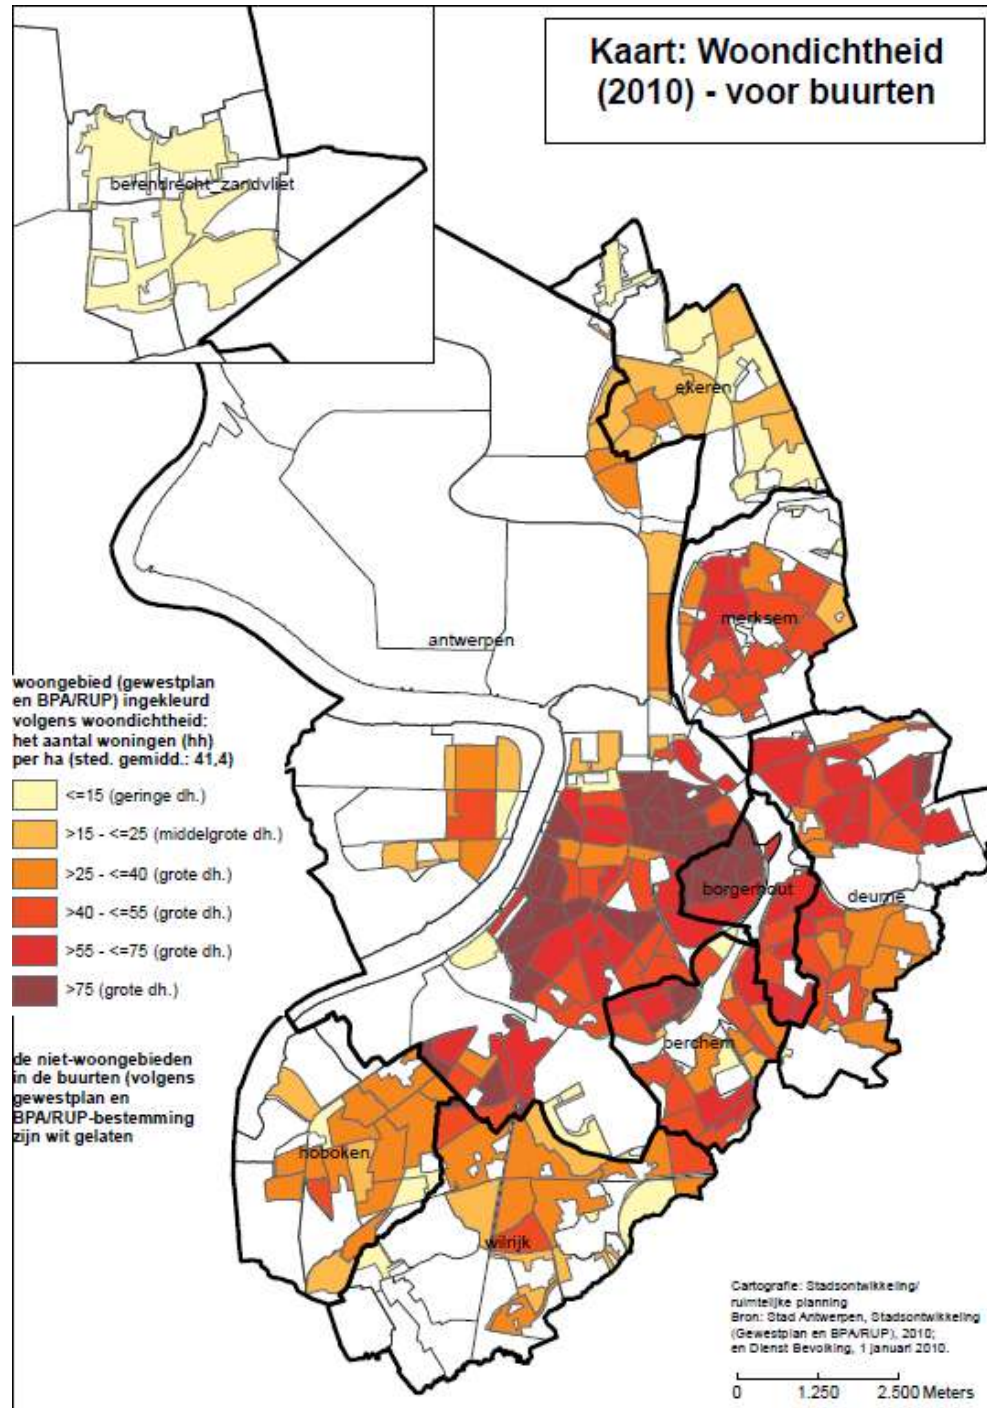 Kaart: Woondichtheid
(2010) - voor buurten
berendrecht_zandvliet
ekeren
merksem
antwerpen
woongebied (gewestplan
en BPA/RUP) ingekleurd
volgens woondichtheid:
het aantal woningen (hh)
per ha (sted. gemidd.: 41,4)
<=15 (geringe dh.)
>15 - <=25 (middelgrote dh.)
>25 - <=40 (grote dh.)
>40 - <=55 (grote dh.)
>55 - <=75 (grote dh.)
>75 (grote dh.)
borgerhout
deurne
berchem
de niet-woongebieden
in de buurten (volgens
gewestplan en
BPA/RUP-bestemming
zijn wit gelaten
hoboken
wilrijk
Cartografie: Stadsontwikkeling/
ruimtelijke planning
Bron: Stad Antwerpen, Stadsontwikkeling
(Gewestplan en BPA/RUP), 2010;
en Dienst Bevolking, 1 januari 2010.
0 1.250 2.500 Meters